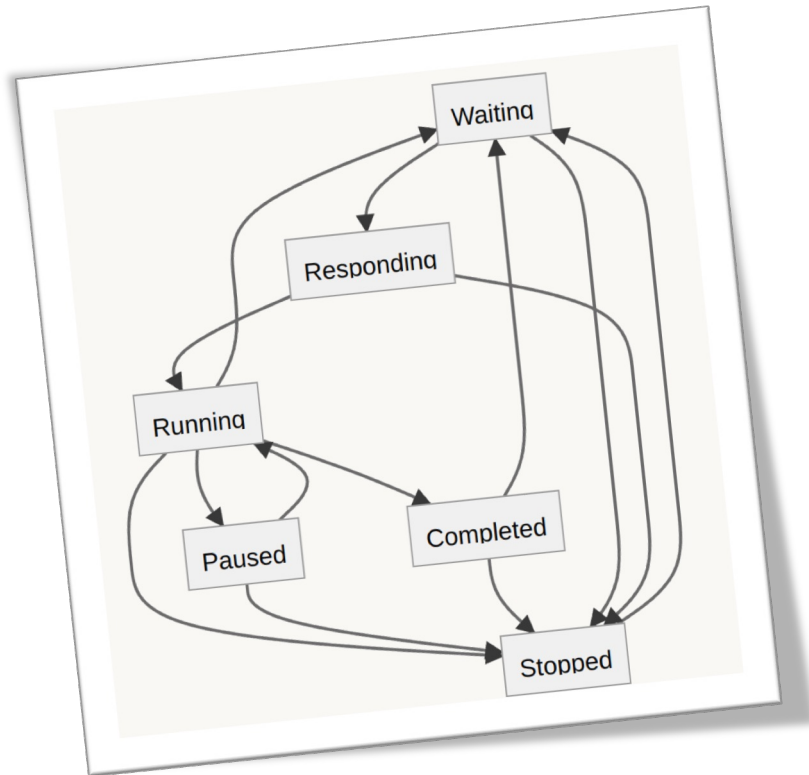 Waiting
Responding
Running
Completed
Paused
Stopped